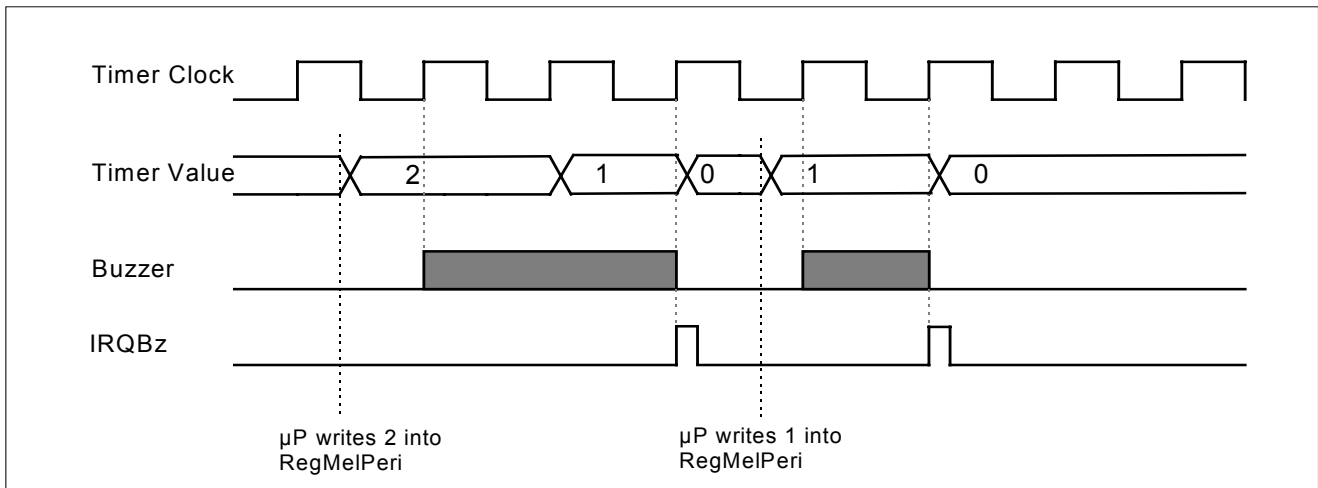 Timer Clock
Timer Value
2
1
0
1
0
Buzzer
IRQBz
µP writes 2 into
RegMelPeri
µP writes 1 into
RegMelPeri